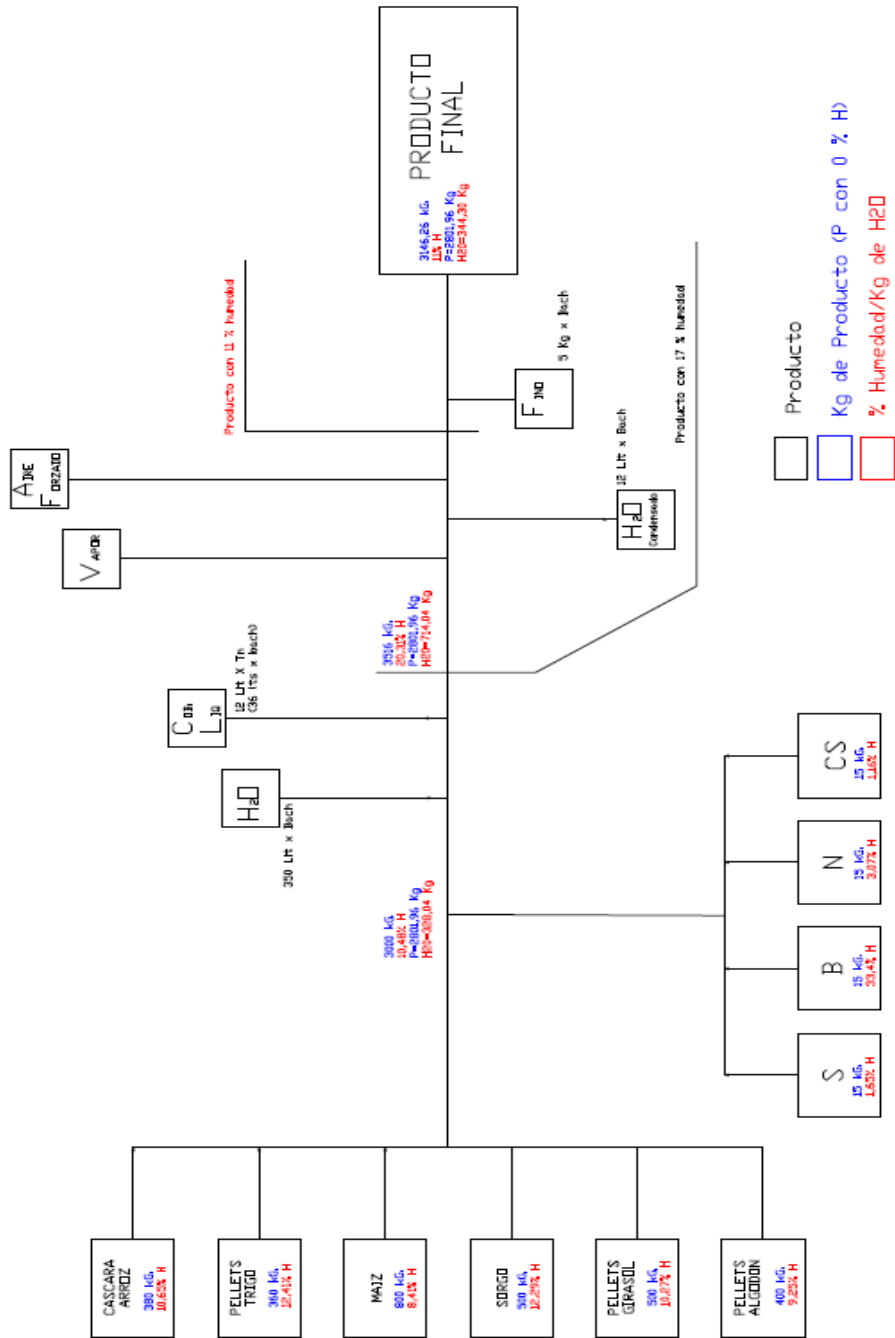 CASCARA
ARROZ
380 kG.
10,65% H
PELLETS
TRIGO
360 kG.
12,41% H
MAIZ
800 kG.
8,41% H
SORGO
500 kG.
12,29% H
PELLETS
GIRASOL
500 kG.
10,27% H
PELLETS
ALGODON
400 kG.
9,25% H
S
15 kG.
1,65% H
B
15 kG.
33,4% H
N
15 kG.
3,07% H
CS
15 kG.
1,16% H
3000 kG.
10,48% H
P=2801,96 Kg
H2O=328,04 Kg
H2O
350 Ltt x Bach
LIQ
12 Ltt X Tn
(36 lts x bach)
3516 kG.
20,31% H
P=2801,96 Kg
H2O=714,04 Kg
VAPOR
AIRE
FORZADO
H2O
Condensado
12 Ltt x Bach
Producto con 17 % humedad
FINO
5 Kg x Bach
Producto con 11 % humedad
3146,26 kG.
11% H
P=2801,96 Kg
H2O=344,30 Kg
PRODUCTO
FINAL
Producto
Kg de Producto (P con 0 % H)
% Humedad/Kg de H2O